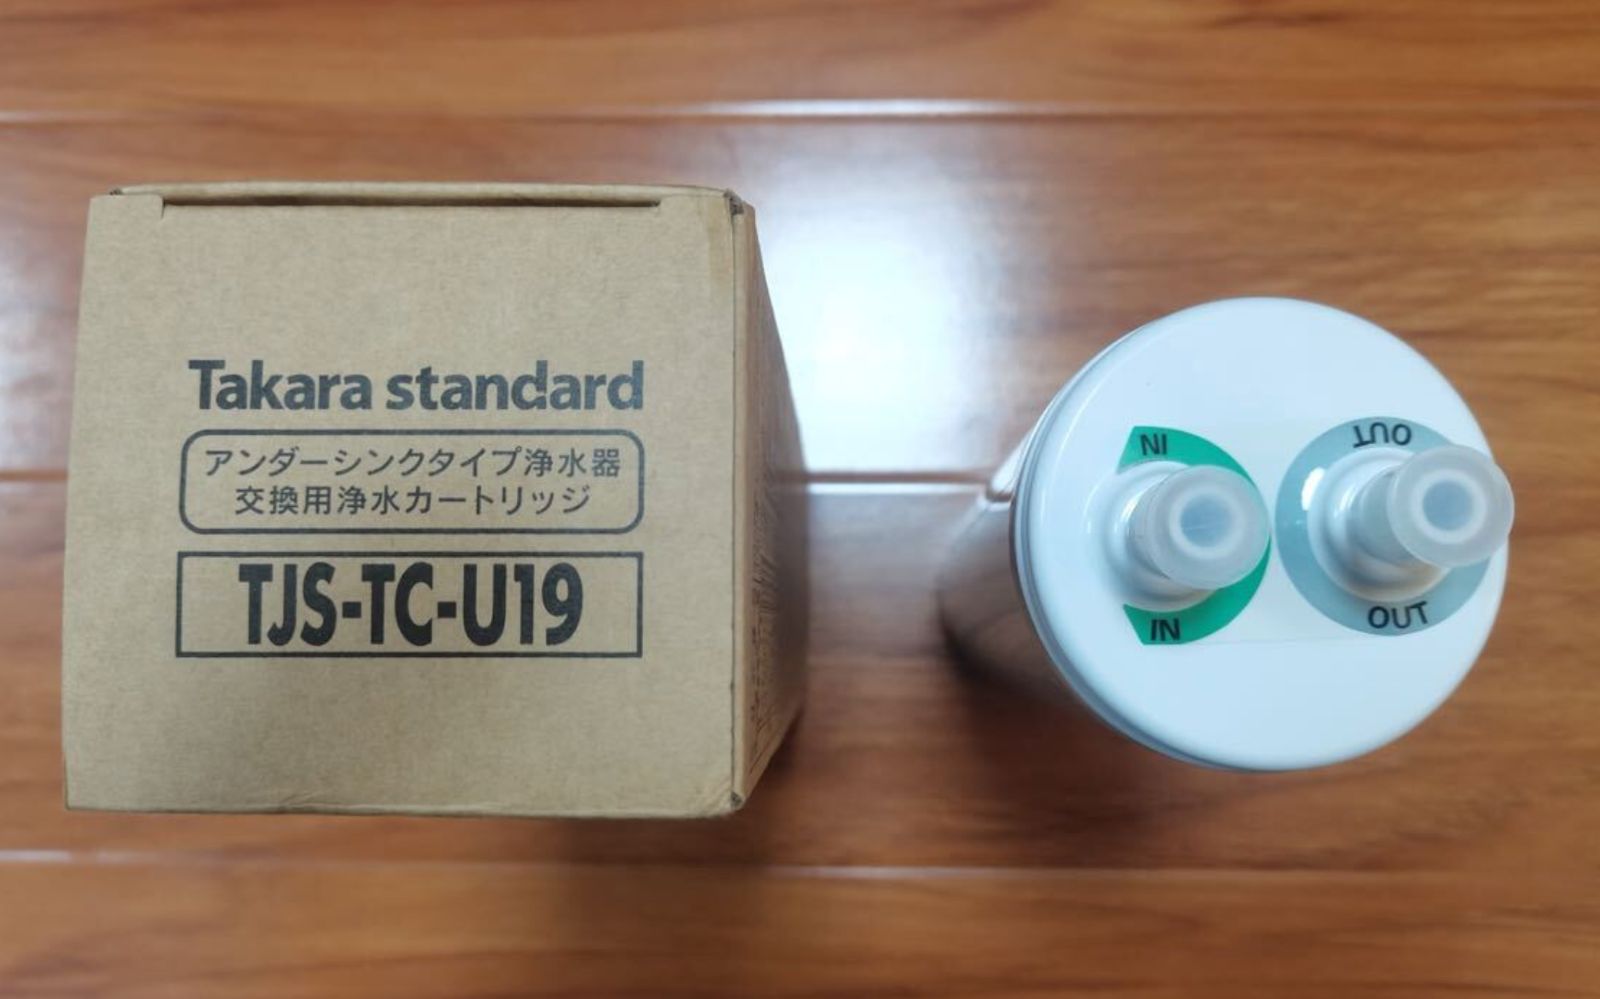 Takara standard
アンダーシンクタイプ浄水器
交換用浄水カートリッジ
TJS-TC-U19
IN
OUT
IN
OUT